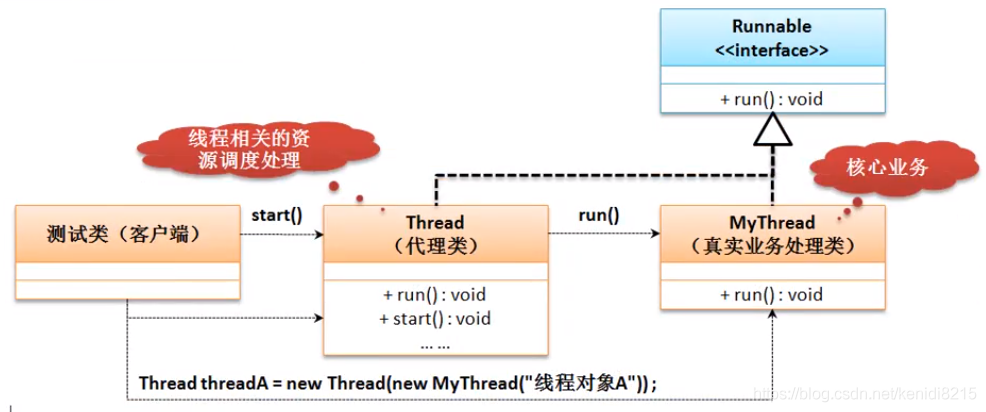 Runnable
<<interface>>
+ run() : void
线程相关的资
源调度处理
核心业务
测试类（客户端）
start()
Thread
（代理类）
run()
MyThread
（真实业务处理类）
+ run() : void
+ start() : void
... ...
+ run() : void
Thread threadA = new Thread(new MyThread("线程对象A")) ;
https://blog.csdn.net/kenidi8215